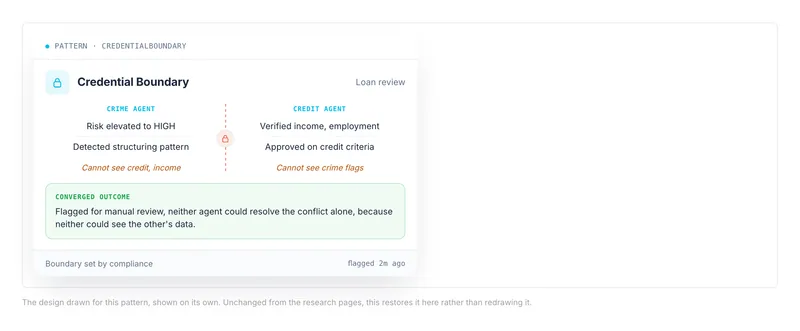 PATTERN · CREDENTIALBOUNDARY
Credential Boundary
Loan review
CRIME AGENT
Risk elevated to HIGH
Detected structuring pattern
Cannot see credit, income
CREDIT AGENT
Verified income, employment
Approved on credit criteria
Cannot see crime flags
CONVERGED OUTCOME
Flagged for manual review, neither agent could resolve the conflict alone, because
neither could see the other's data.
Boundary set by compliance
flagged 2m ago
The design drawn for this pattern, shown on its own. Unchanged from the research pages, this restores it here rather than redrawing it.